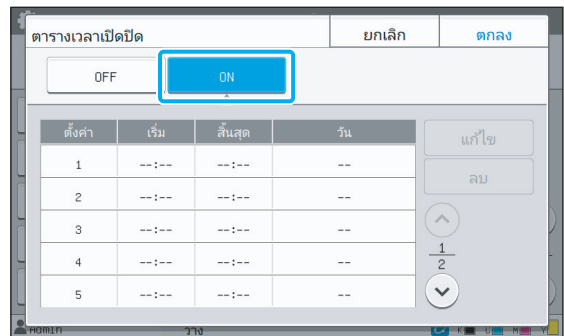 ตารางเวลาเปิดปิด ยกเลิก ตกลง
OFF ON
ตั้งค่า เริ่ม สิ้นสุด วัน
แก้ไข
1 --:-- --:-- --
ลบ
2 --:-- --:-- --
3 --:-- --:-- --
1
4 --:-- --:-- --
2
5 --:-- --:-- --
Admin ว่าง K C M Y